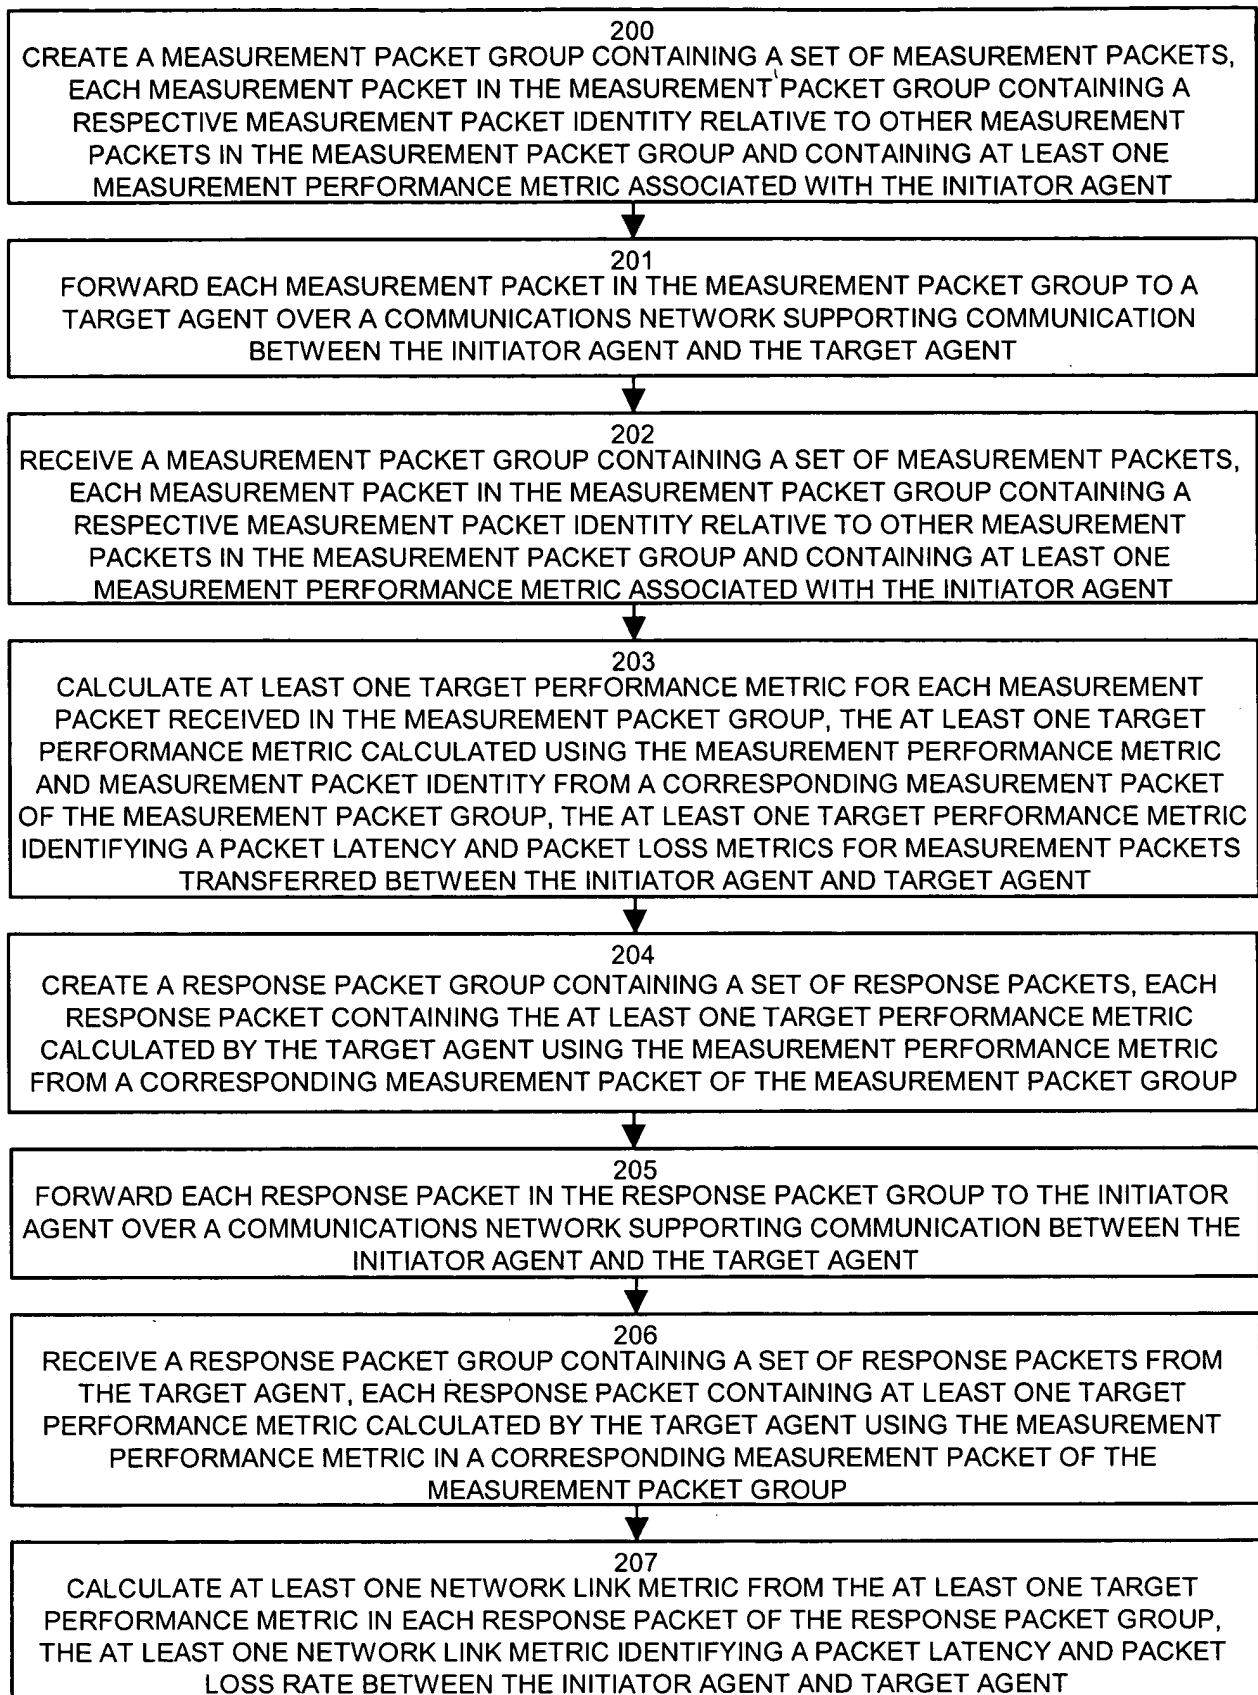 200
CREATE A MEASUREMENT PACKET GROUP CONTAINING A SET OF MEASUREMENT PACKETS,
EACH MEASUREMENT PACKET IN THE MEASUREMENT PACKET GROUP CONTAINING A
RESPECTIVE MEASUREMENT PACKET IDENTITY RELATIVE TO OTHER MEASUREMENT
PACKETS IN THE MEASUREMENT PACKET GROUP AND CONTAINING AT LEAST ONE
MEASUREMENT PERFORMANCE METRIC ASSOCIATED WITH THE INITIATOR AGENT
201
FORWARD EACH MEASUREMENT PACKET IN THE MEASUREMENT PACKET GROUP TO A
TARGET AGENT OVER A COMMUNICATIONS NETWORK SUPPORTING COMMUNICATION
BETWEEN THE INITIATOR AGENT AND THE TARGET AGENT
202
RECEIVE A MEASUREMENT PACKET GROUP CONTAINING A SET OF MEASUREMENT PACKETS,
EACH MEASUREMENT PACKET IN THE MEASUREMENT PACKET GROUP CONTAINING A
RESPECTIVE MEASUREMENT PACKET IDENTITY RELATIVE TO OTHER MEASUREMENT
PACKETS IN THE MEASUREMENT PACKET GROUP AND CONTAINING AT LEAST ONE
MEASUREMENT PERFORMANCE METRIC ASSOCIATED WITH THE INITIATOR AGENT
203
CALCULATE AT LEAST ONE TARGET PERFORMANCE METRIC FOR EACH MEASUREMENT
PACKET RECEIVED IN THE MEASUREMENT PACKET GROUP, THE AT LEAST ONE TARGET
PERFORMANCE METRIC CALCULATED USING THE MEASUREMENT PERFORMANCE METRIC
AND MEASUREMENT PACKET IDENTITY FROM A CORRESPONDING MEASUREMENT PACKET
OF THE MEASUREMENT PACKET GROUP, THE AT LEAST ONE TARGET PERFORMANCE METRIC
IDENTIFYING A PACKET LATENCY AND PACKET LOSS METRICS FOR MEASUREMENT PACKETS
TRANSFERRED BETWEEN THE INITIATOR AGENT AND TARGET AGENT
204
CREATE A RESPONSE PACKET GROUP CONTAINING A SET OF RESPONSE PACKETS, EACH
RESPONSE PACKET CONTAINING THE AT LEAST ONE TARGET PERFORMANCE METRIC
CALCULATED BY THE TARGET AGENT USING THE MEASUREMENT PERFORMANCE METRIC
FROM A CORRESPONDING MEASUREMENT PACKET OF THE MEASUREMENT PACKET GROUP
205
FORWARD EACH RESPONSE PACKET IN THE RESPONSE PACKET GROUP TO THE INITIATOR
AGENT OVER A COMMUNICATIONS NETWORK SUPPORTING COMMUNICATION BETWEEN THE
INITIATOR AGENT AND THE TARGET AGENT
206
RECEIVE A RESPONSE PACKET GROUP CONTAINING A SET OF RESPONSE PACKETS FROM
THE TARGET AGENT, EACH RESPONSE PACKET CONTAINING AT LEAST ONE TARGET
PERFORMANCE METRIC CALCULATED BY THE TARGET AGENT USING THE MEASUREMENT
PERFORMANCE METRIC IN A CORRESPONDING MEASUREMENT PACKET OF THE
MEASUREMENT PACKET GROUP
207
CALCULATE AT LEAST ONE NETWORK LINK METRIC FROM THE AT LEAST ONE TARGET
PERFORMANCE METRIC IN EACH RESPONSE PACKET OF THE RESPONSE PACKET GROUP,
THE AT LEAST ONE NETWORK LINK METRIC IDENTIFYING A PACKET LATENCY AND PACKET
LOSS RATE BETWEEN THE INITIATOR AGENT AND TARGET AGENT